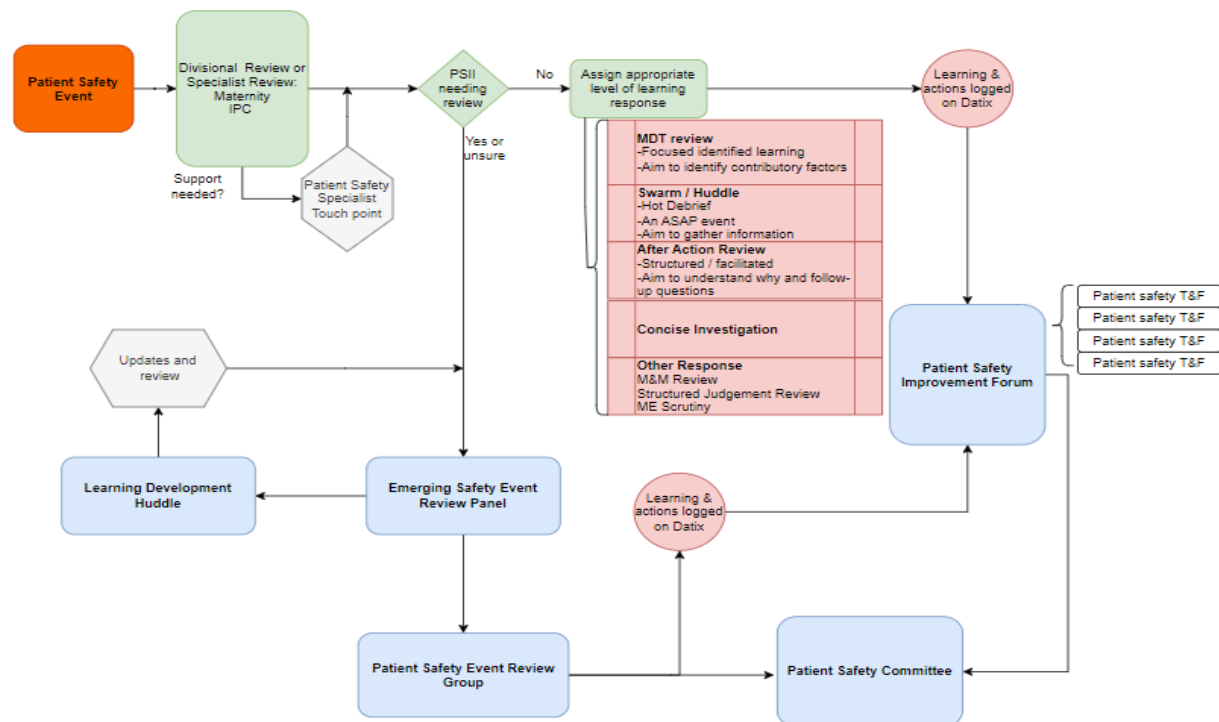 Patient Safety
Event
Divisional Review or
Specialist Review:
Maternity
IPC
Support
needed?
Patient Safety
Specialist
Touch point
PSII
needing
review
No
Yes or
unsure
Assign appropriate
level of learning
response
Learning &
actions logged
on Datix
MDT review
-Focused identified learning
-Aim to identify contributory factors
Swarm / Huddle
-Hot Debrief
-An ASAP event
-Aim to gather information
After Action Review
-Structured / facilitated
-Aim to understand why and follow-
up questions
Concise Investigation
Other Response
M&M Review
Structured Judgement Review
ME Scrutiny
Patient safety T&F
Patient safety T&F
Patient safety T&F
Patient safety T&F
Patient Safety
Improvement Forum
Updates and
review
Learning Development
Huddle
Emerging Safety Event
Review Panel
Learning &
actions logged
on Datix
Patient Safety Event Review
Group
Patient Safety Committee